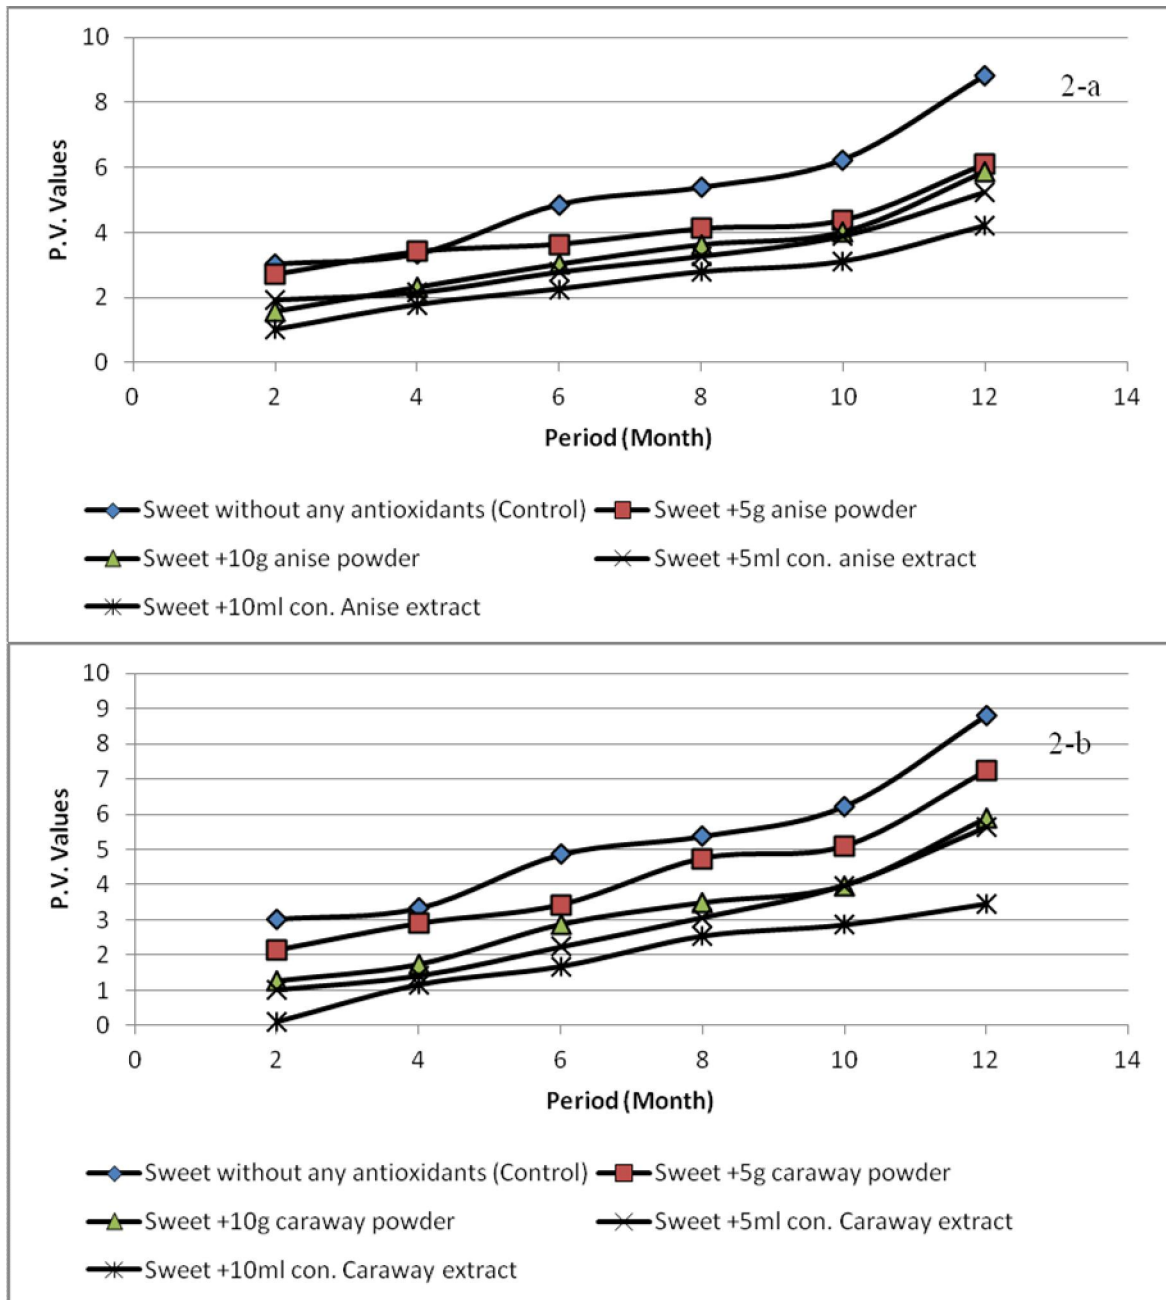 10
8
6
4
2
0
P.V. Values
2-a
0 2 4 6 8 10 12 14
Period (Month)
Sweet without any antioxidants (Control) Sweet +5g anise powder
Sweet +10g anise powder Sweet +5ml con. anise extract
Sweet +10ml con. Anise extract
10
9
8
7
6
5
4
3
2
1
0
P.V. Values
2-b
0 2 4 6 8 10 12 14
Period (Month)
Sweet without any antioxidants (Control) Sweet +5g caraway powder
Sweet +10g caraway powder Sweet +5ml con. Caraway extract
Sweet +10ml con. Caraway extract